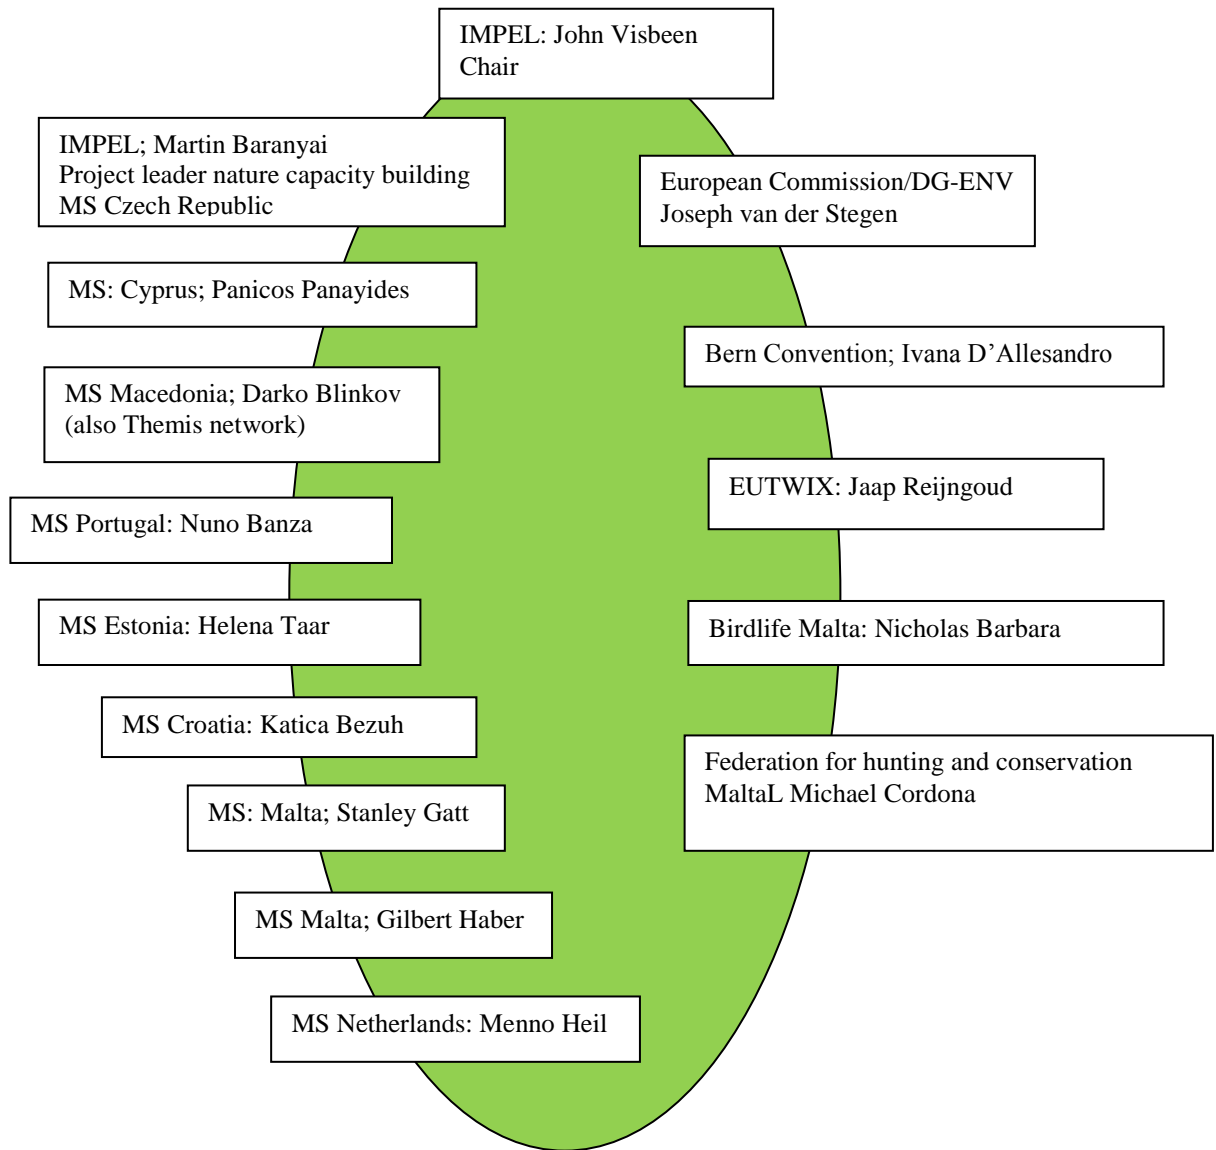 IMPEL: John Visbeen
Chair
IMPEL; Martin Baranyai
Project leader nature capacity building
MS Czech Republic
European Commission/DG-ENV
Joseph van der Stegen
MS: Cyprus; Panicos Panayides
Bern Convention; Ivana D’Allesandro
MS Macedonia; Darko Blinkov
(also Themis network)
EUTWIX: Jaap Reijngoud
MS Portugal: Nuno Banza
MS Estonia: Helena Taar
Birdlife Malta: Nicholas Barbara
MS Croatia: Katica Bezuh
Federation for hunting and conservation
MaltaL Michael Cordona
MS: Malta; Stanley Gatt
MS Malta; Gilbert Haber
MS Netherlands: Menno Heil